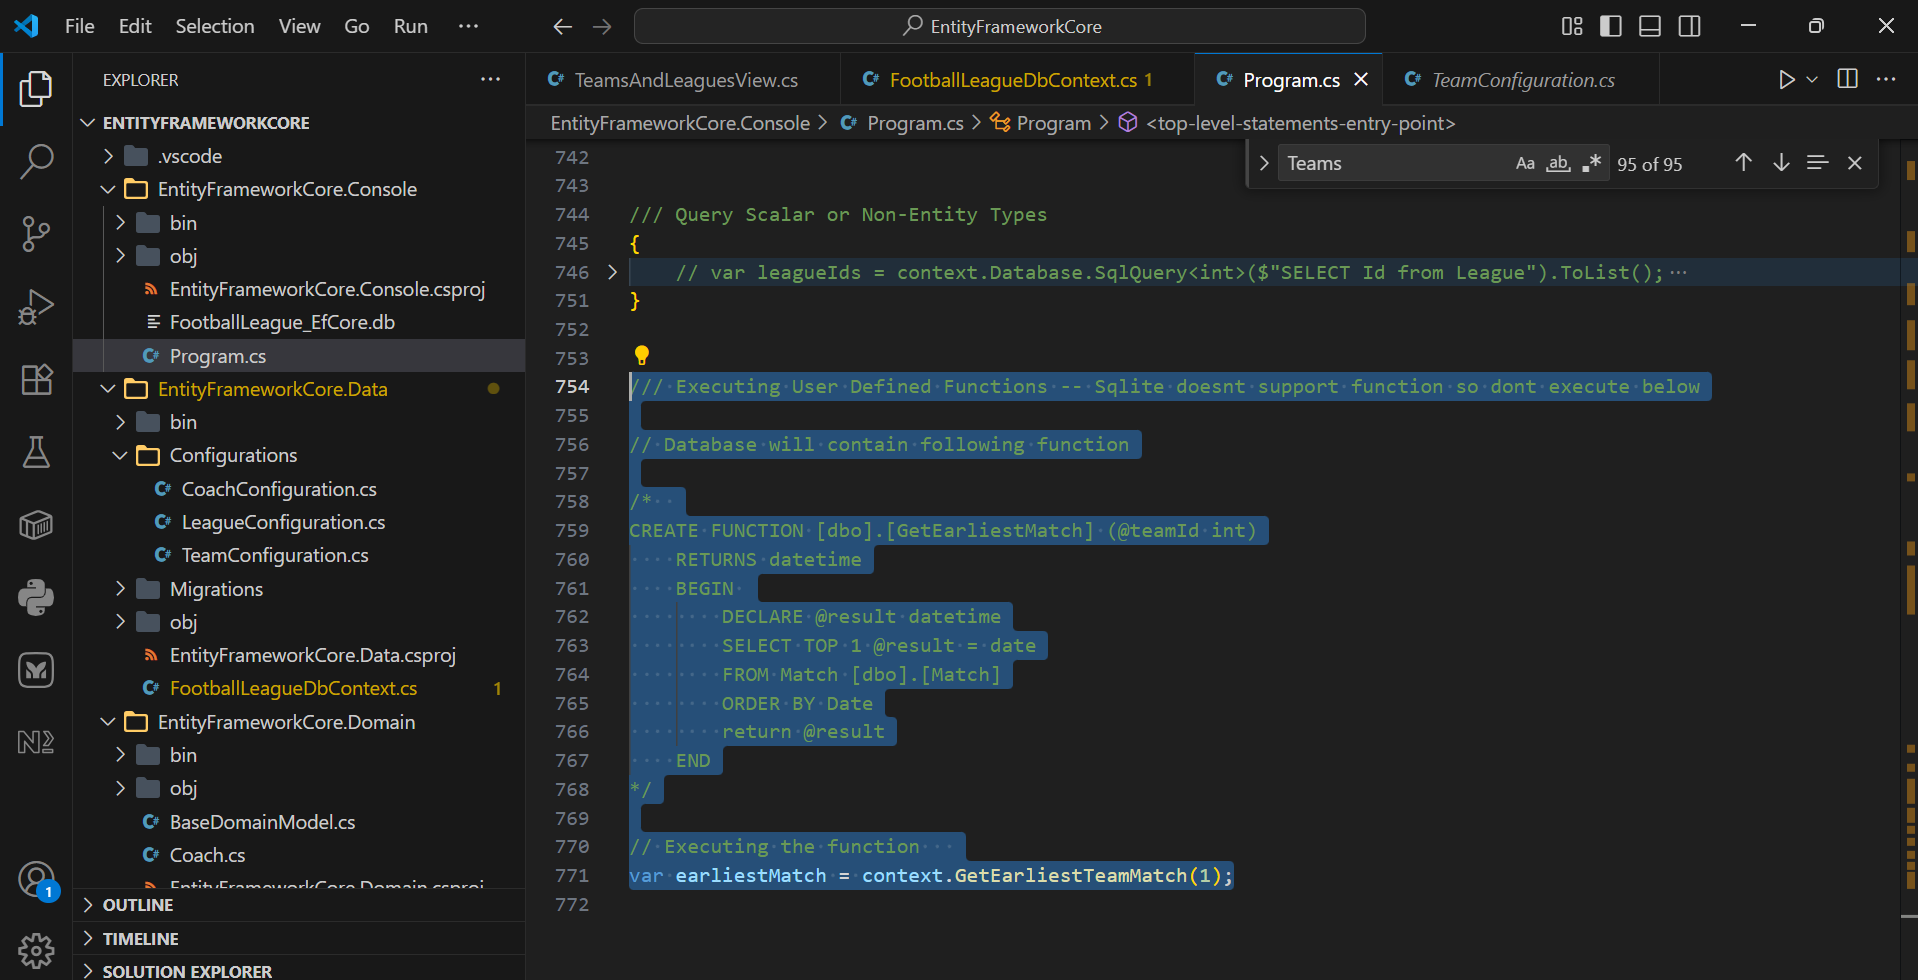 File Edit Selection View Go Run ···
EntityFrameworkCore
EXPLORER ···
ENTITYFRAMEWORKCORE
.vscode
EntityFrameworkCore.Console
bin
obj
EntityFrameworkCore.Console.csproj
FootballLeague_EfCore.db
Program.cs
EntityFrameworkCore.Data
bin
Configurations
CoachConfiguration.cs
LeagueConfiguration.cs
TeamConfiguration.cs
Migrations
obj
EntityFrameworkCore.Data.csproj
FootballLeagueDbContext.cs 1
EntityFrameworkCore.Domain
bin
obj
BaseDomainModel.cs
Coach.cs
EntityFrameworkCore.Domain.csproj
OUTLINE
TIMELINE
SOLUTION EXPLORER
1
TeamsAndLeaguesView.cs
FootballLeagueDbContext.cs 1
Program.cs
TeamConfiguration.cs
EntityFrameworkCore.Console > Program.cs > Program > <top-level-statements-entry-point>
Teams Aa ab .* 95 of 95
742
743
744 /// Query Scalar or Non-Entity Types
745 {
746 // var leagueIds = context.Database.SqlQuery<int>($"SELECT Id from League").ToList();···
751 }
752
753
754 /// Executing User Defined Functions -- Sqlite doesnt support function so dont execute below
755
756 // Database will contain following function
757
758 /*
759 CREATE FUNCTION [dbo].[GetEarliestMatch] (@teamId int)
760 RETURNS datetime
761 BEGIN
762 DECLARE @result datetime
763 SELECT TOP 1 @result = date
764 FROM Match [dbo].[Match]
765 ORDER BY Date
766 return @result
767 END
768 */
769
770 // Executing the function
771 var earliestMatch = context.GetEarliestTeamMatch(1);
772